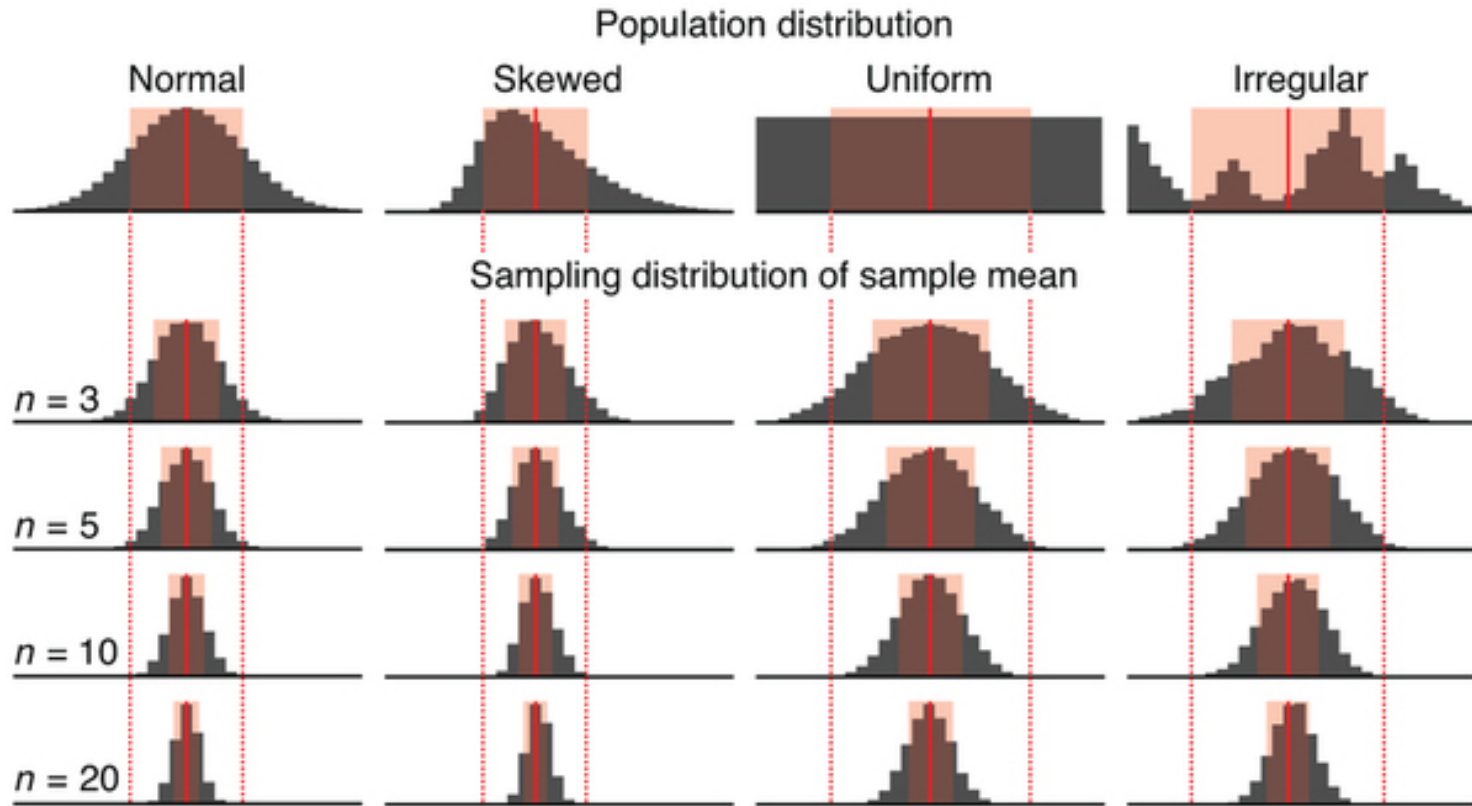 Population distribution
Normal Skewed Uniform Irregular
Sampling distribution of sample mean
n = 3
n = 5
n = 10
n = 20